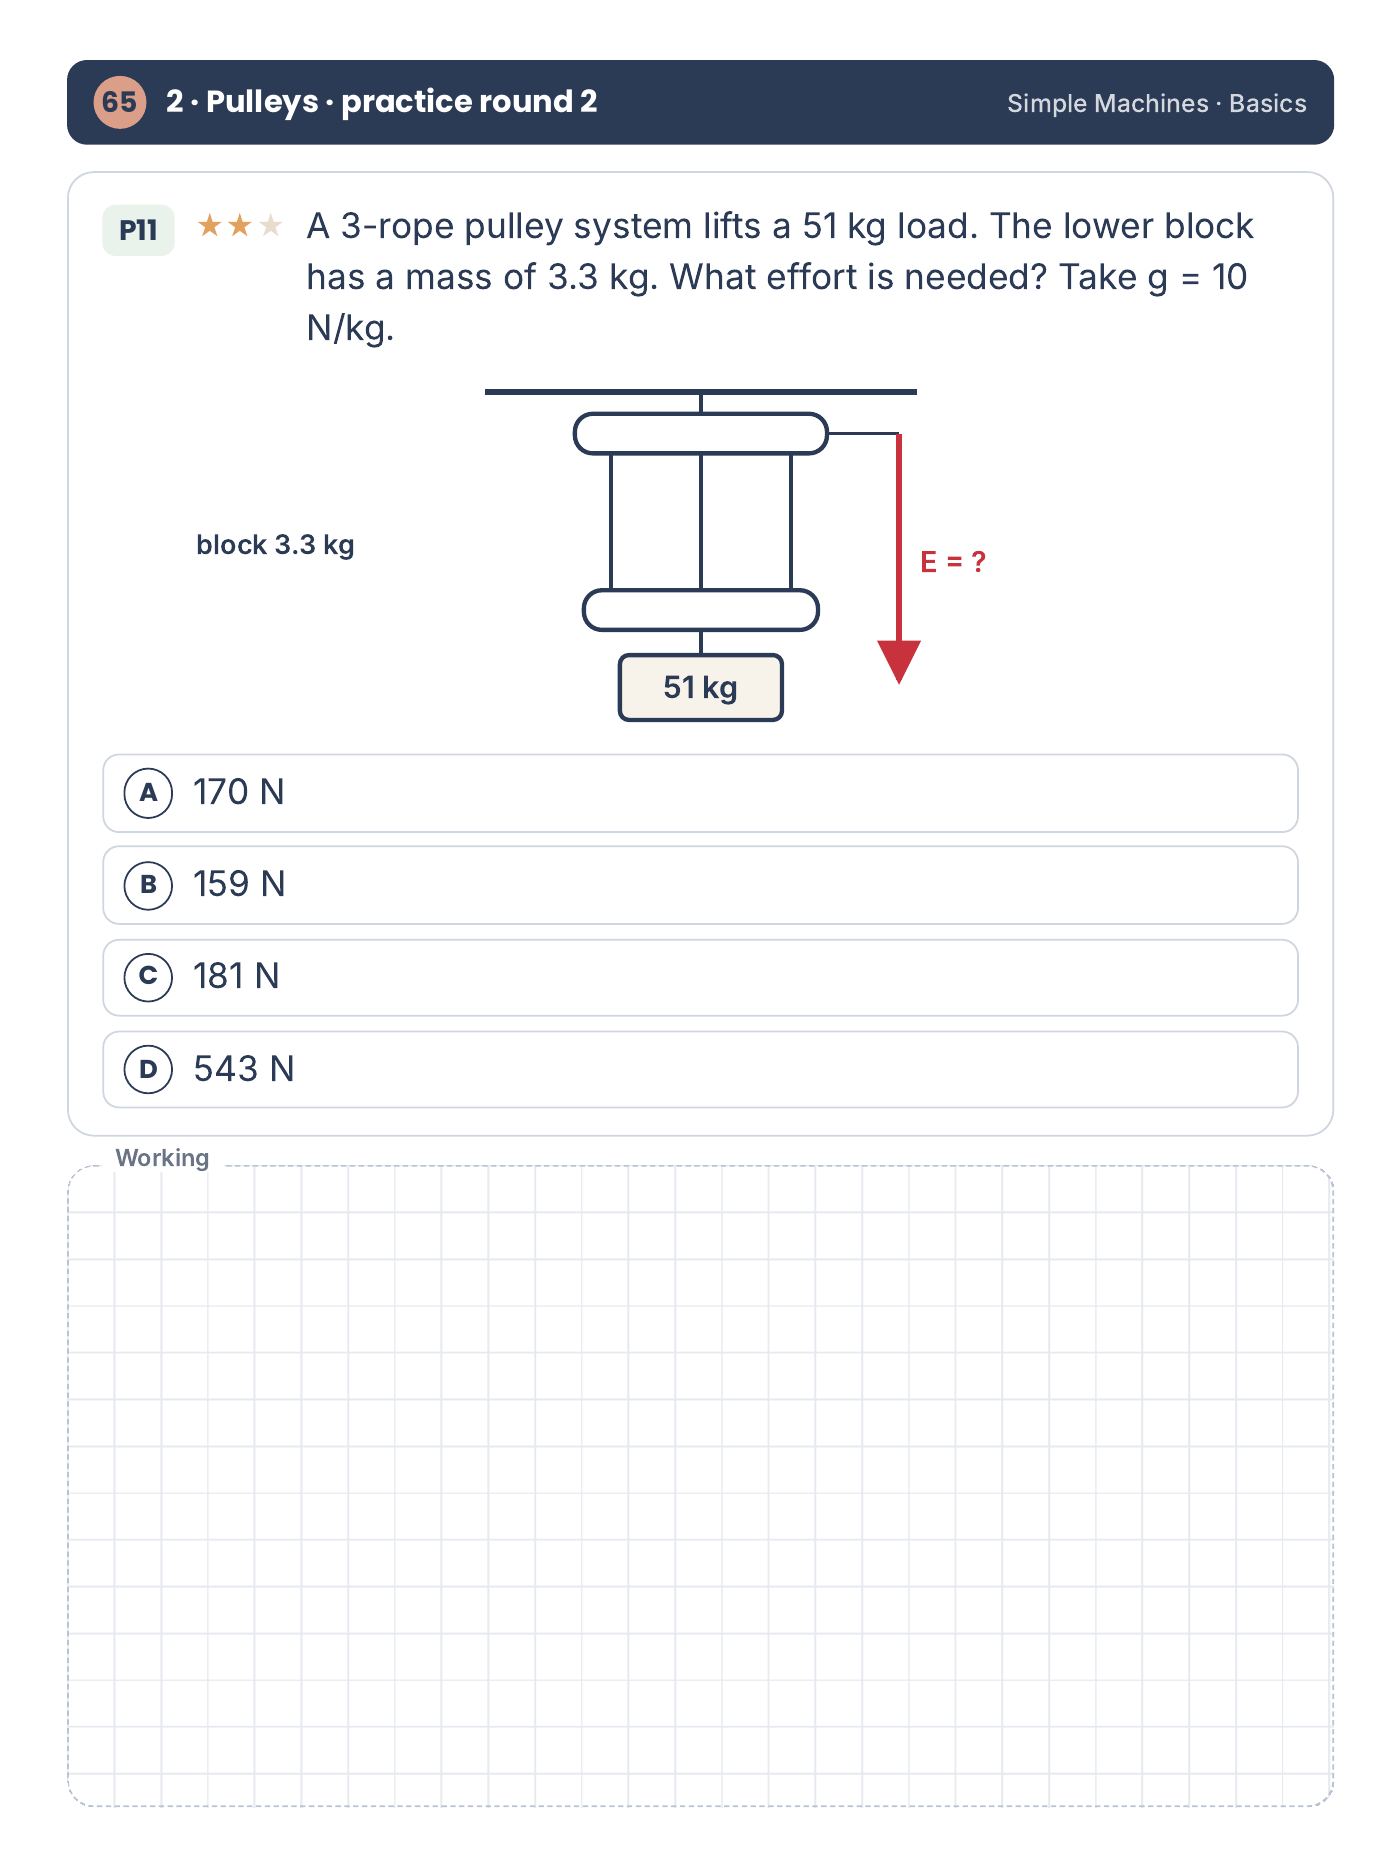 65 2 · Pulleys · practice round 2 Simple Machines · Basics
P11 ★★★ A 3-rope pulley system lifts a 51 kg load. The lower block
has a mass of 3.3 kg. What effort is needed? Take g = 10
N/kg.
block 3.3 kg
E = ?
51 kg
A 170 N
B 159 N
C 181 N
D 543 N
Working